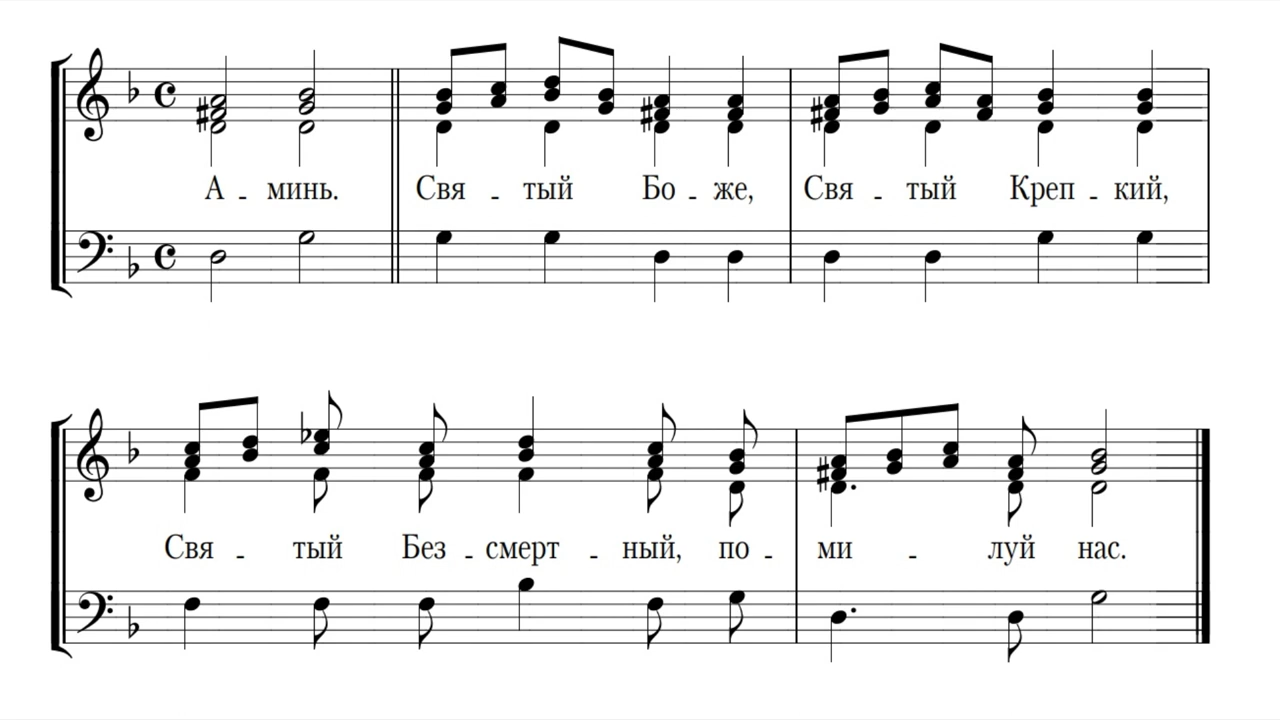 А - минь. Свя - тый Бо - же, Свя - тый Креп - кий,
Свя - тый Без - смерт - ный, по - ми - луй нас.